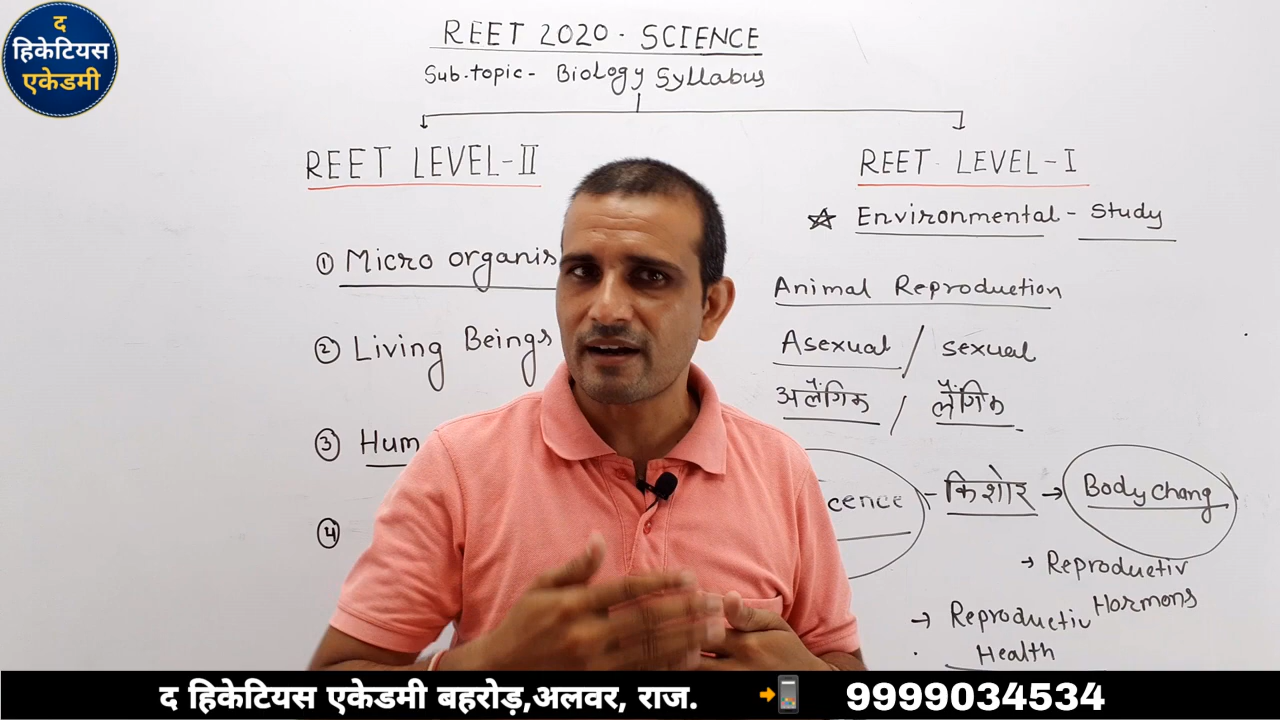 द
हिकेटियस
एकेडमी
REET 2020 - SCIENCE
Sub-topic - Biology Syllabus
REET LEVEL-II
① Micro organis
② Living Beings
③ Hum
④
REET LEVEL-I
☆ Environmental - Study
Animal Reproduction
Asexual / sexual
अलैंगिक / लैंगिक
cence - किशोर → Body Chang
→ Reproductiv
Hormons
→ Reproductiv
Health
द हिकेटियस एकेडमी बहरोड़,अलवर, राज. 9999034534